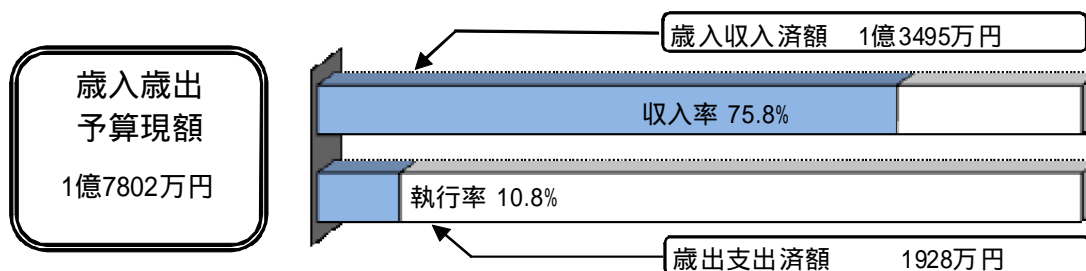 歳入収入済額 1億3495万円
歳入歳出
予算現額
1億7802万円
収入率 75.8%
執行率 10.8%
歳出支出済額 1928万円